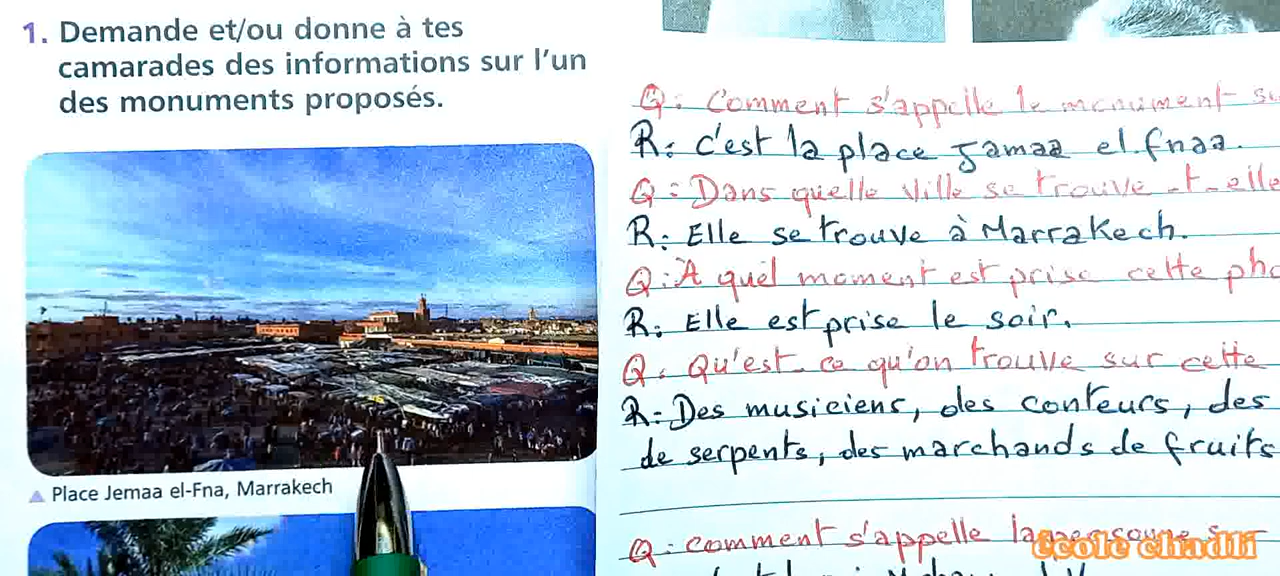 1. Demande et/ou donne à tes
camarades des informations sur l'un
des monuments proposés.
Place Jemaa el-Fna, Marrakech
Q: Comment s'appelle le monument
R: C'est la place Jamaa el.fnaa.
Q: Dans quelle ville se trouve-t-elle
R: Elle se trouve à Marrakech.
Q: À quel moment est prise cette
R: Elle est prise le soir.
Q: Qu'est-ce qu'on trouve sur cette
R: Des musiciens, des conteurs, des
de serpents, des marchands de fruits
Q: comment s'appelle
école chadli